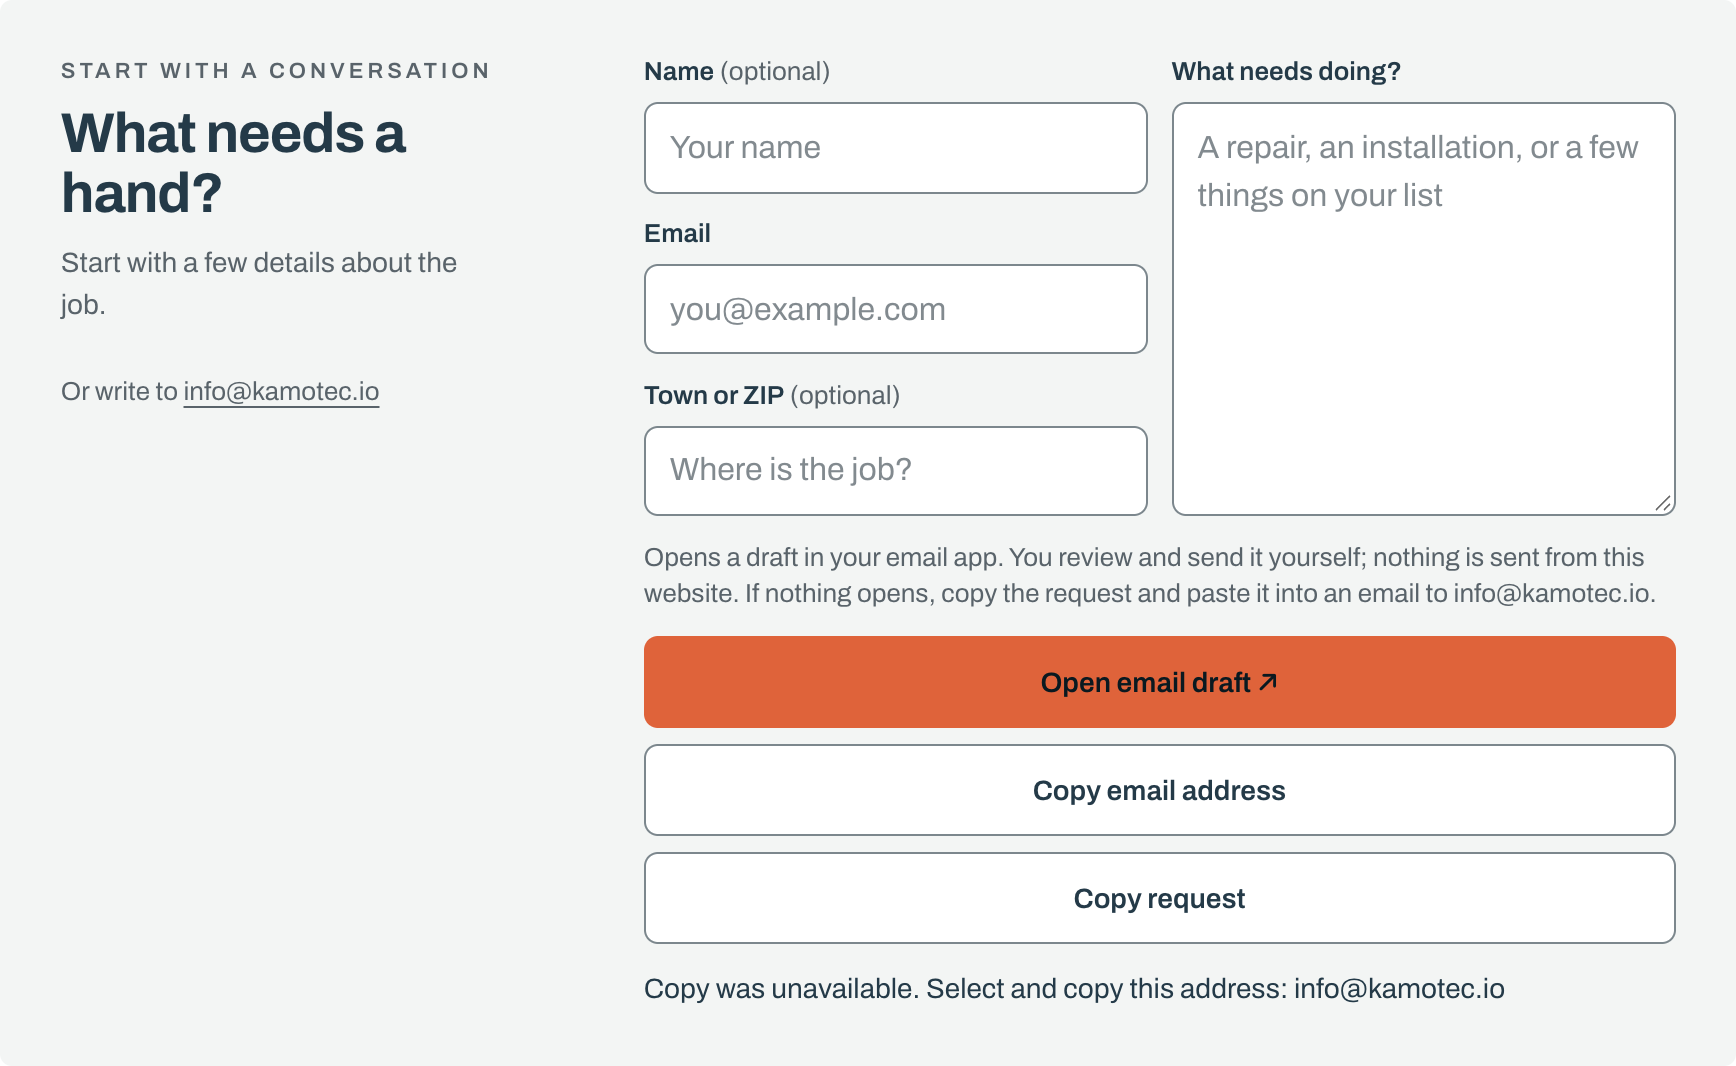 START WITH A CONVERSATION
What needs a
hand?
Start with a few details about the
job.
Or write to info@kamotec.io
Name (optional)
Your name
Email
you@example.com
Town or ZIP (optional)
Where is the job?
What needs doing?
A repair, an installation, or a few
things on your list
Opens a draft in your email app. You review and send it yourself; nothing is sent from this
website. If nothing opens, copy the request and paste it into an email to info@kamotec.io.
Open email draft ↗
Copy email address
Copy request
Copy was unavailable. Select and copy this address: info@kamotec.io